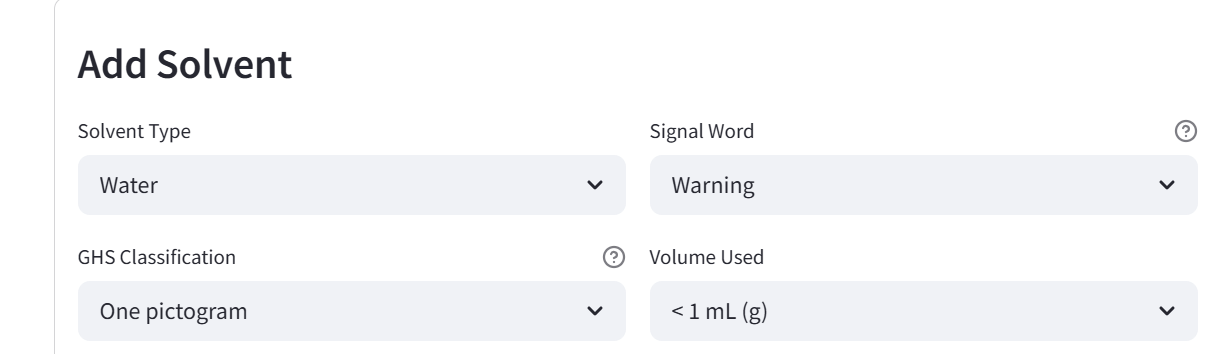 Add Solvent
Solvent Type
Signal Word
Water
Warning
GHS Classification
Volume Used
One pictogram
< 1 mL (g)